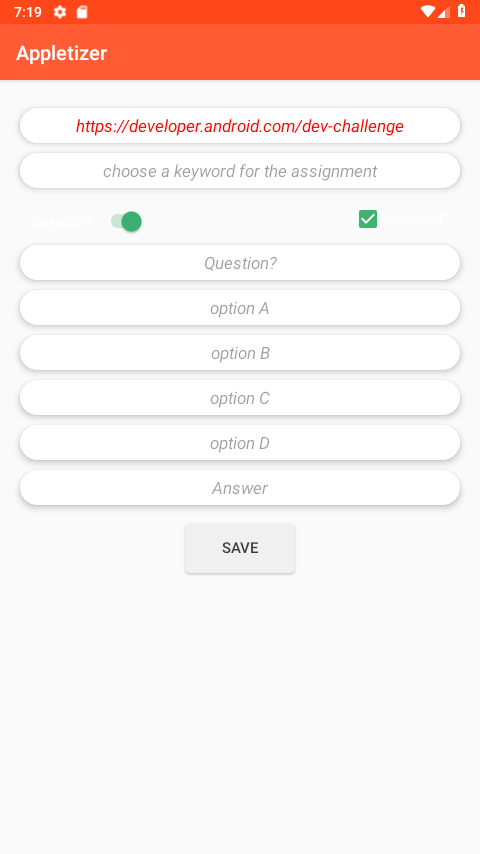 7:19
Appletizer
https://developer.android.com/dev-challenge
choose a keyword for the assignment
Question?
Question?
option A
option B
option C
option D
Answer
SAVE